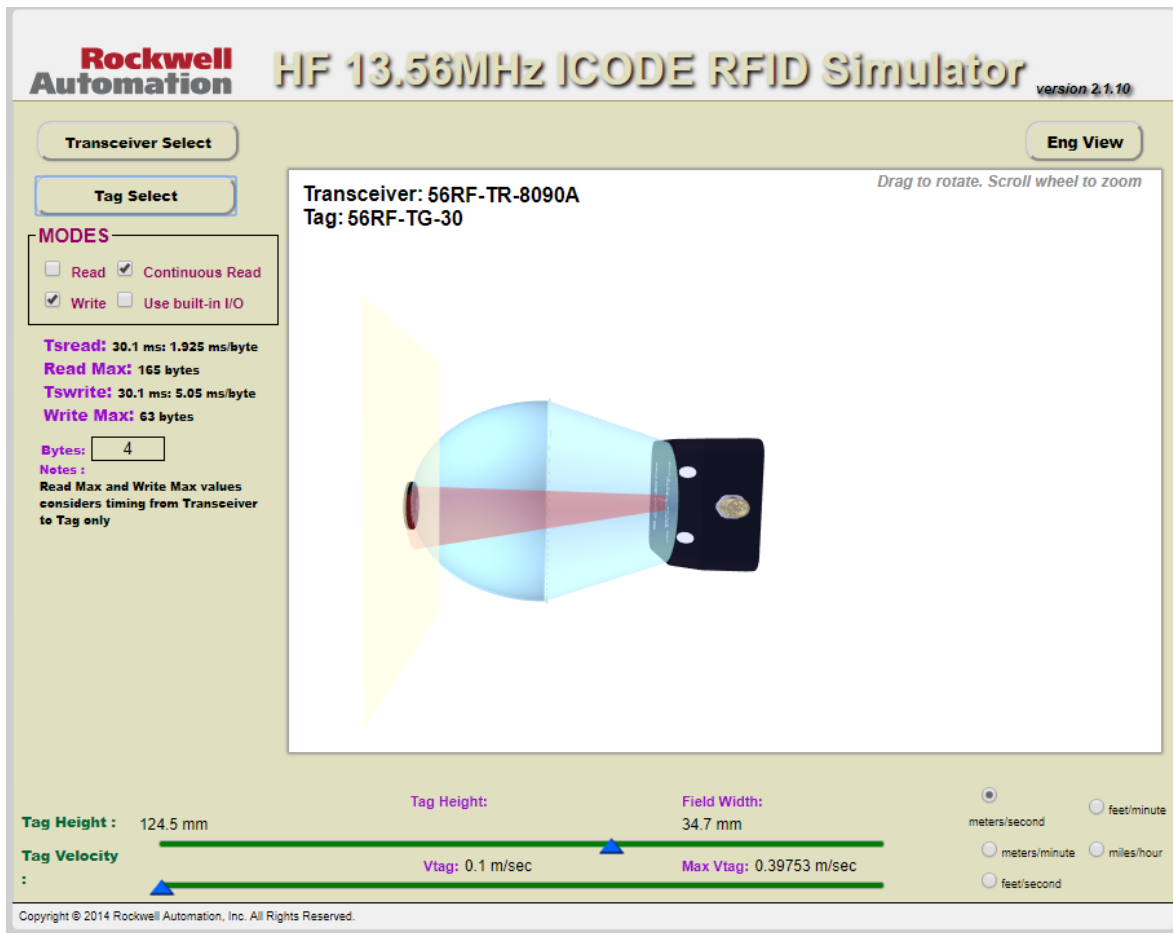 Rockwell
Automation
HF 13.56MHz ICODE RFID Simulator
version 2.1.10
Transceiver Select
Eng View
Tag Select
Transceiver: 56RF-TR-8090A
Tag: 56RF-TG-30
Drag to rotate. Scroll wheel to zoom
MODES
Read Continuous Read
Write Use built-in I/O
Tsread: 30.1 ms: 1.925 ms/byte
Read Max: 165 bytes
Tswrite: 30.1 ms: 5.05 ms/byte
Write Max: 63 bytes
Bytes: 4
Notes :
Read Max and Write Max values
considers timing from Transceiver
to Tag only
Tag Height: Field Width:
Tag Height : 124.5 mm 34.7 mm
meters/second feet/minute
Tag Velocity
:
Vtag: 0.1 m/sec Max Vtag: 0.39753 m/sec
meters/minute miles/hour
feet/second
Copyright © 2014 Rockwell Automation, Inc. All Rights Reserved.